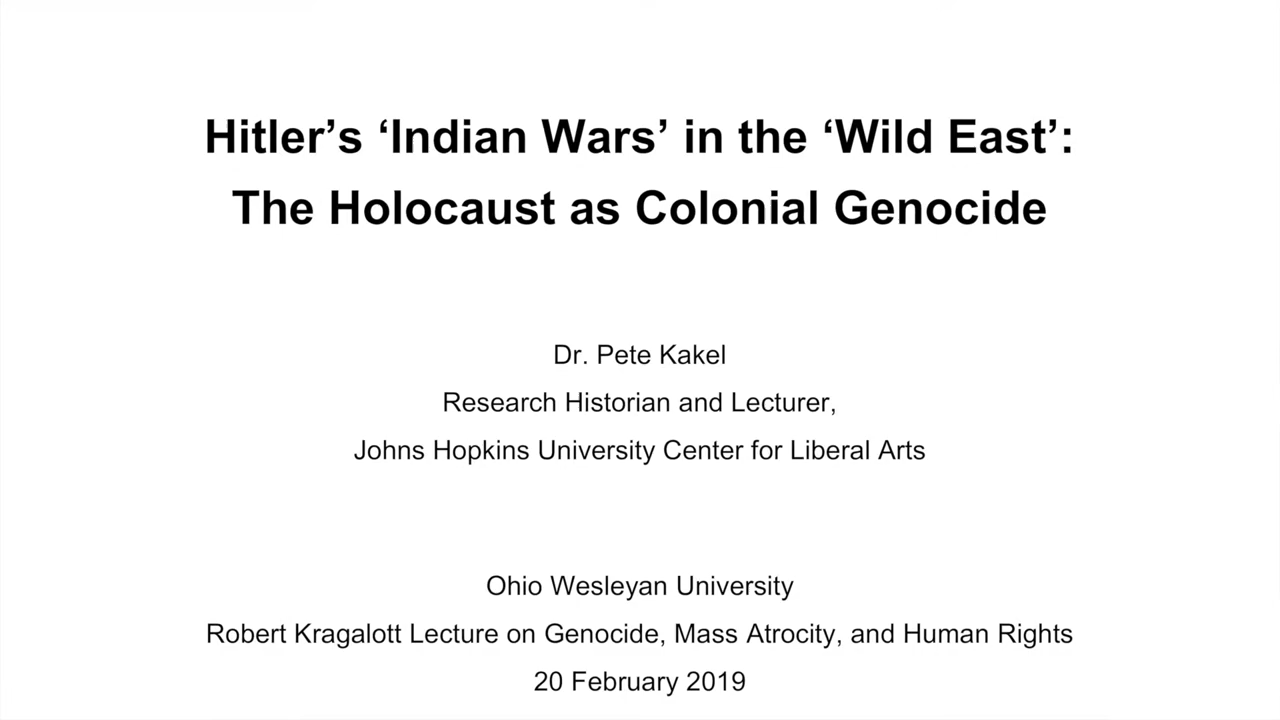 Hitler’s ‘Indian Wars’ in the ‘Wild East’:
The Holocaust as Colonial Genocide
Dr. Pete Kakel
Research Historian and Lecturer,
Johns Hopkins University Center for Liberal Arts
Ohio Wesleyan University
Robert Kragalott Lecture on Genocide, Mass Atrocity, and Human Rights
20 February 2019